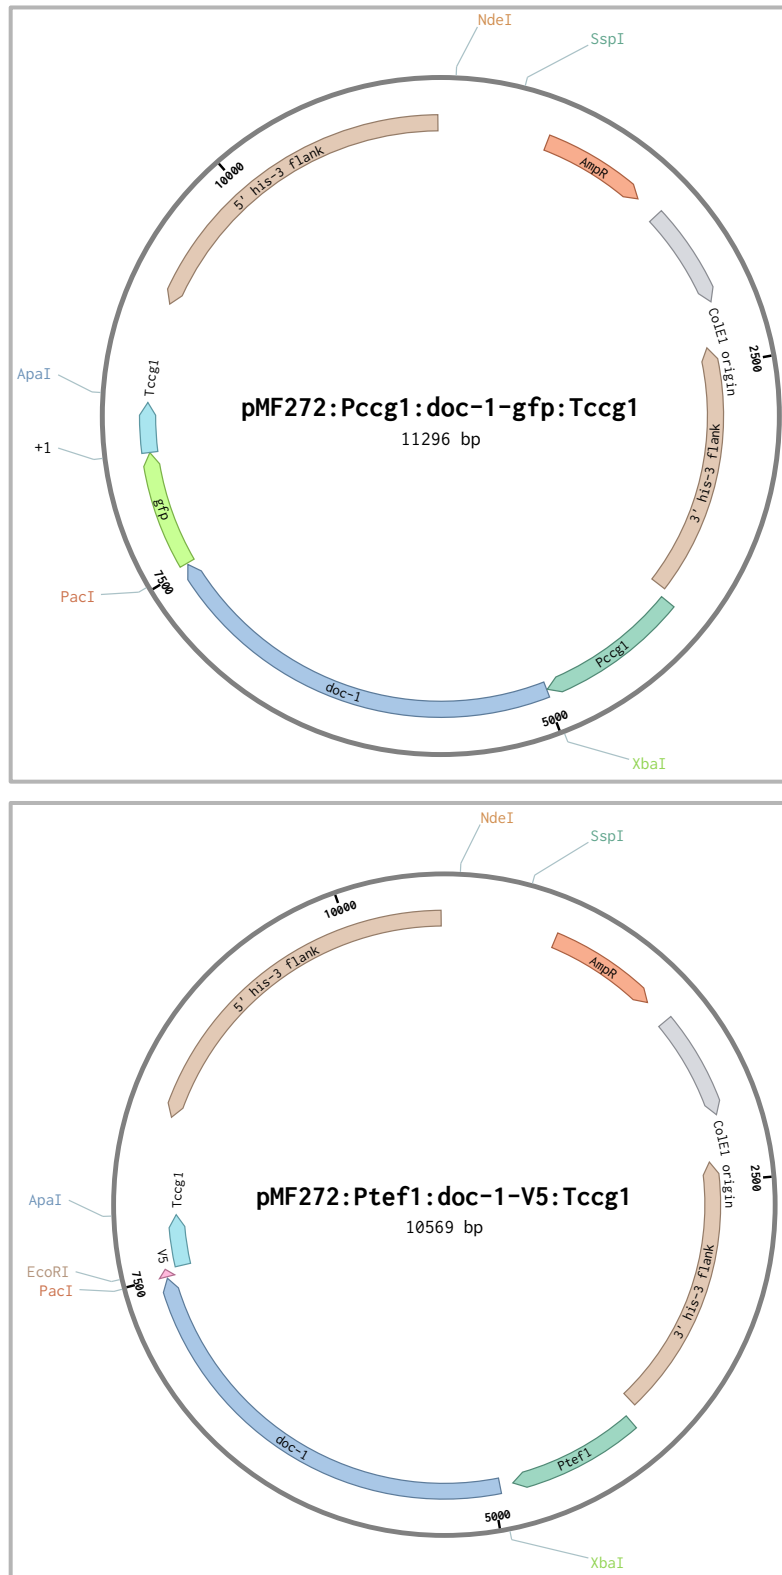 NdeI
SspI
10000
5' his-3 flank
AmpR
ColE1 origin
2500
ApaI
Tccg1
pMF272:Pccg1:doc-1-gfp:Tccg1
11296 bp
+1
3' his-3 flank
gfp
7500
PacI
Pccg1
doc-1
5000
XbaI
NdeI
SspI
10000
5' his-3 flank
AmpR
ColE1 origin
2500
Tccg1
ApaI
pMF272:Ptef1:doc-1-V5:Tccg1
10569 bp
V5
EcoRI
7500
PacI
3' his-3 flank
doc-1
Ptef1
5000
XbaI